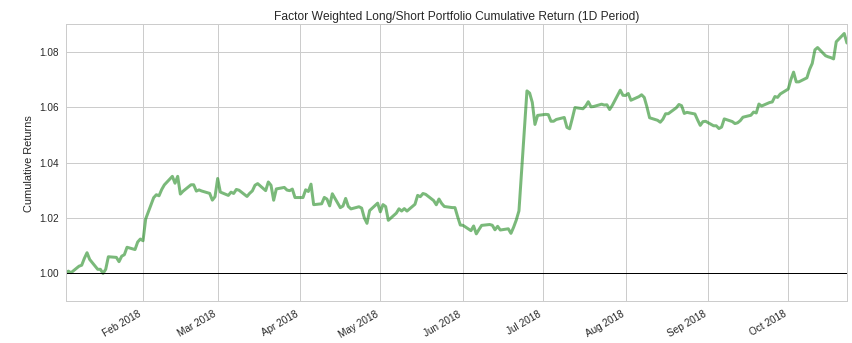 Factor Weighted Long/Short Portfolio Cumulative Return (1D Period)
Cumulative Returns
1.08
1.06
1.04
1.02
1.00
Feb 2018
Mar 2018
Apr 2018
May 2018
Jun 2018
Jul 2018
Aug 2018
Sep 2018
Oct 2018